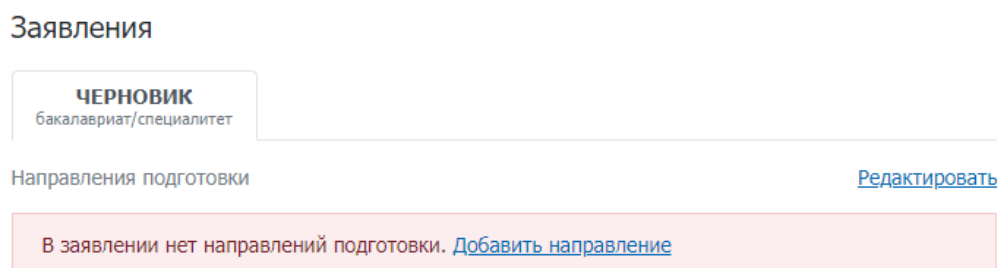 Заявления
ЧЕРНОВИК
бакалавриат/специалитет
Направления подготовки Редактировать
В заявлении нет направлений подготовки. Добавить направление